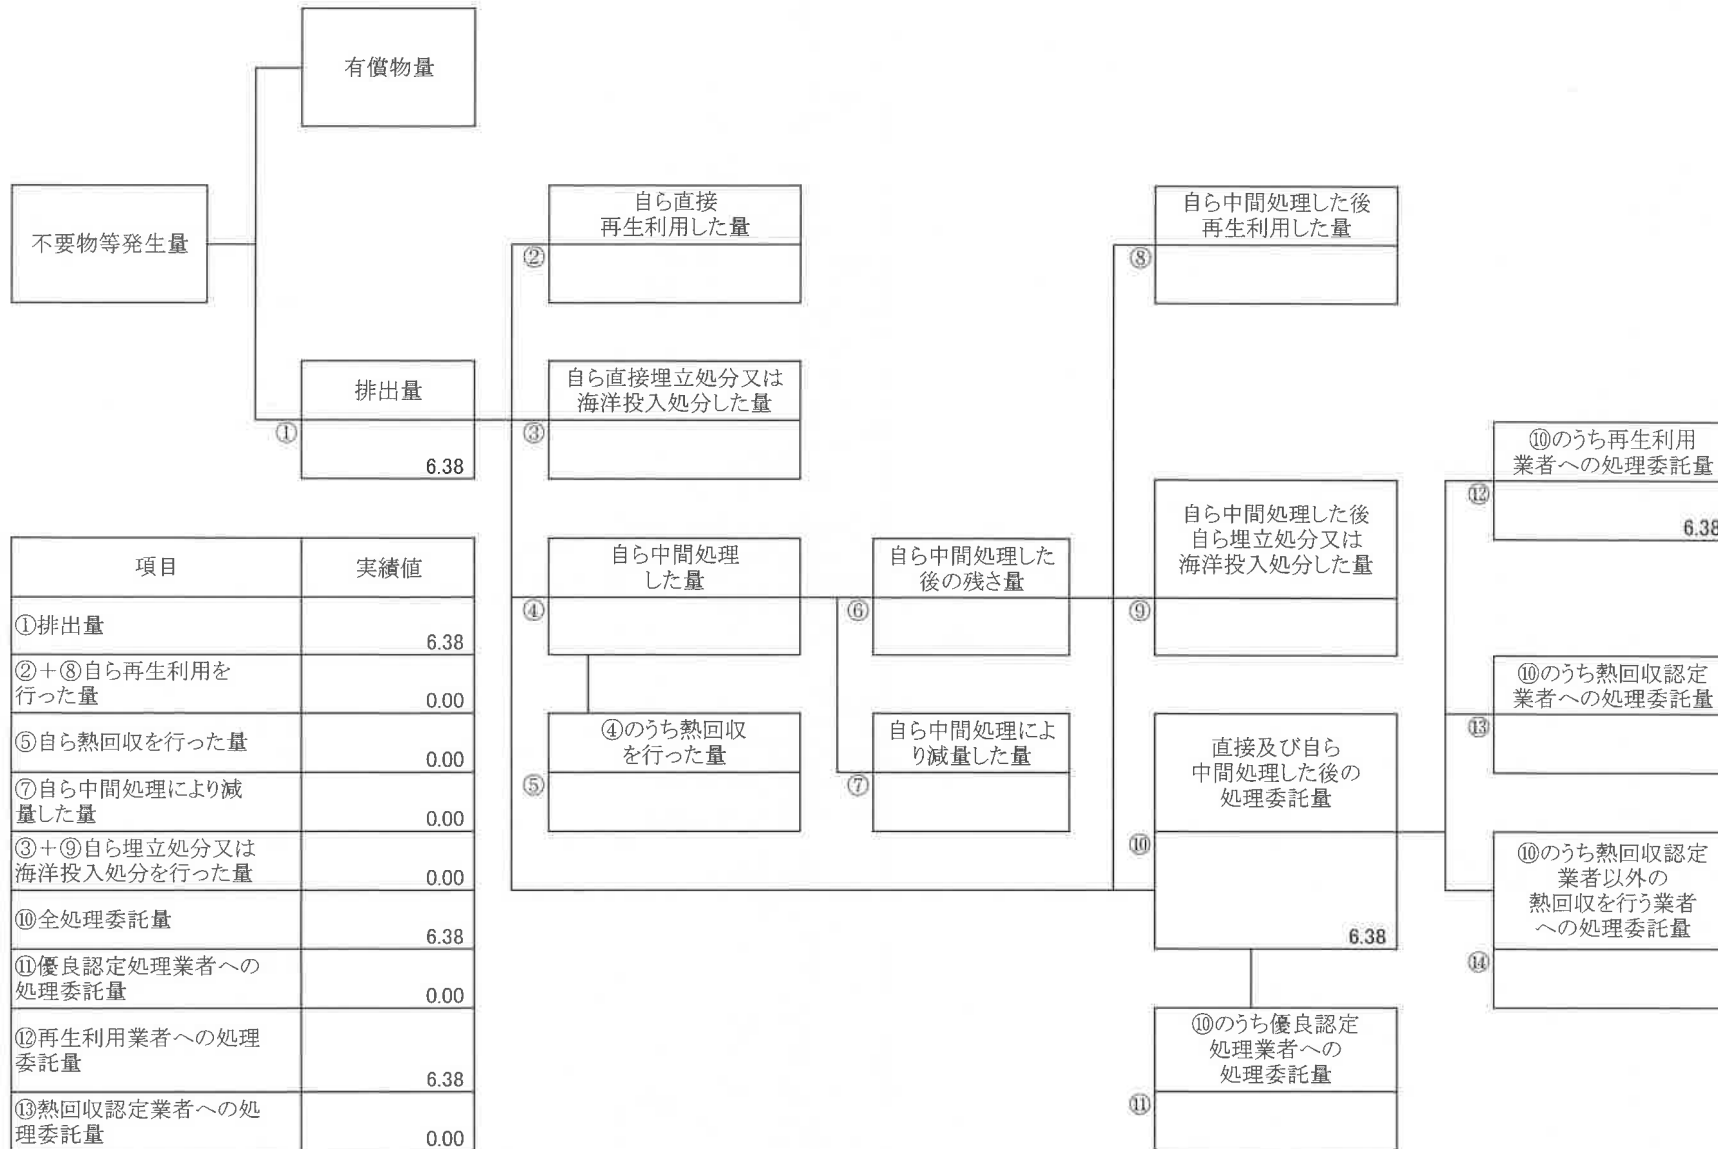 有償物量
不要物等発生量
自ら直接
再生利用した量
②
自ら中間処理した後
再生利用した量
⑧
排出量
①
6.38
自ら直接埋立処分又は
海洋投入処分した量
③
⑩のうち再生利用
業者への処理委託量
⑫
6.38
自ら中間処理
した量
④
自ら中間処理した
後の残さ量
⑥
自ら中間処理した後
自ら埋立処分又は
海洋投入処分した量
⑨
④のうち熱回収
を行った量
⑤
自ら中間処理によ
り減量した量
⑦
直接及び自ら
中間処理した後の
処理委託量
⑩
6.38
⑩のうち熱回収認定
業者への処理委託量
⑬
⑩のうち熱回収認定
業者以外の
熱回収を行う業者
への処理委託量
⑭
⑩のうち優良認定
処理業者への
処理委託量
⑪
項目 実績値
①排出量 6.38
②+⑧自ら再生利用を
行った量 0.00
⑤自ら熱回収を行った量 0.00
⑦自ら中間処理により減
量した量 0.00
③+⑨自ら埋立処分又は
海洋投入処分を行った量 0.00
⑩全処理委託量 6.38
⑪優良認定処理業者への
処理委託量 0.00
⑫再生利用業者への処理
委託量 6.38
⑬熱回収認定業者への処
理委託量 0.00